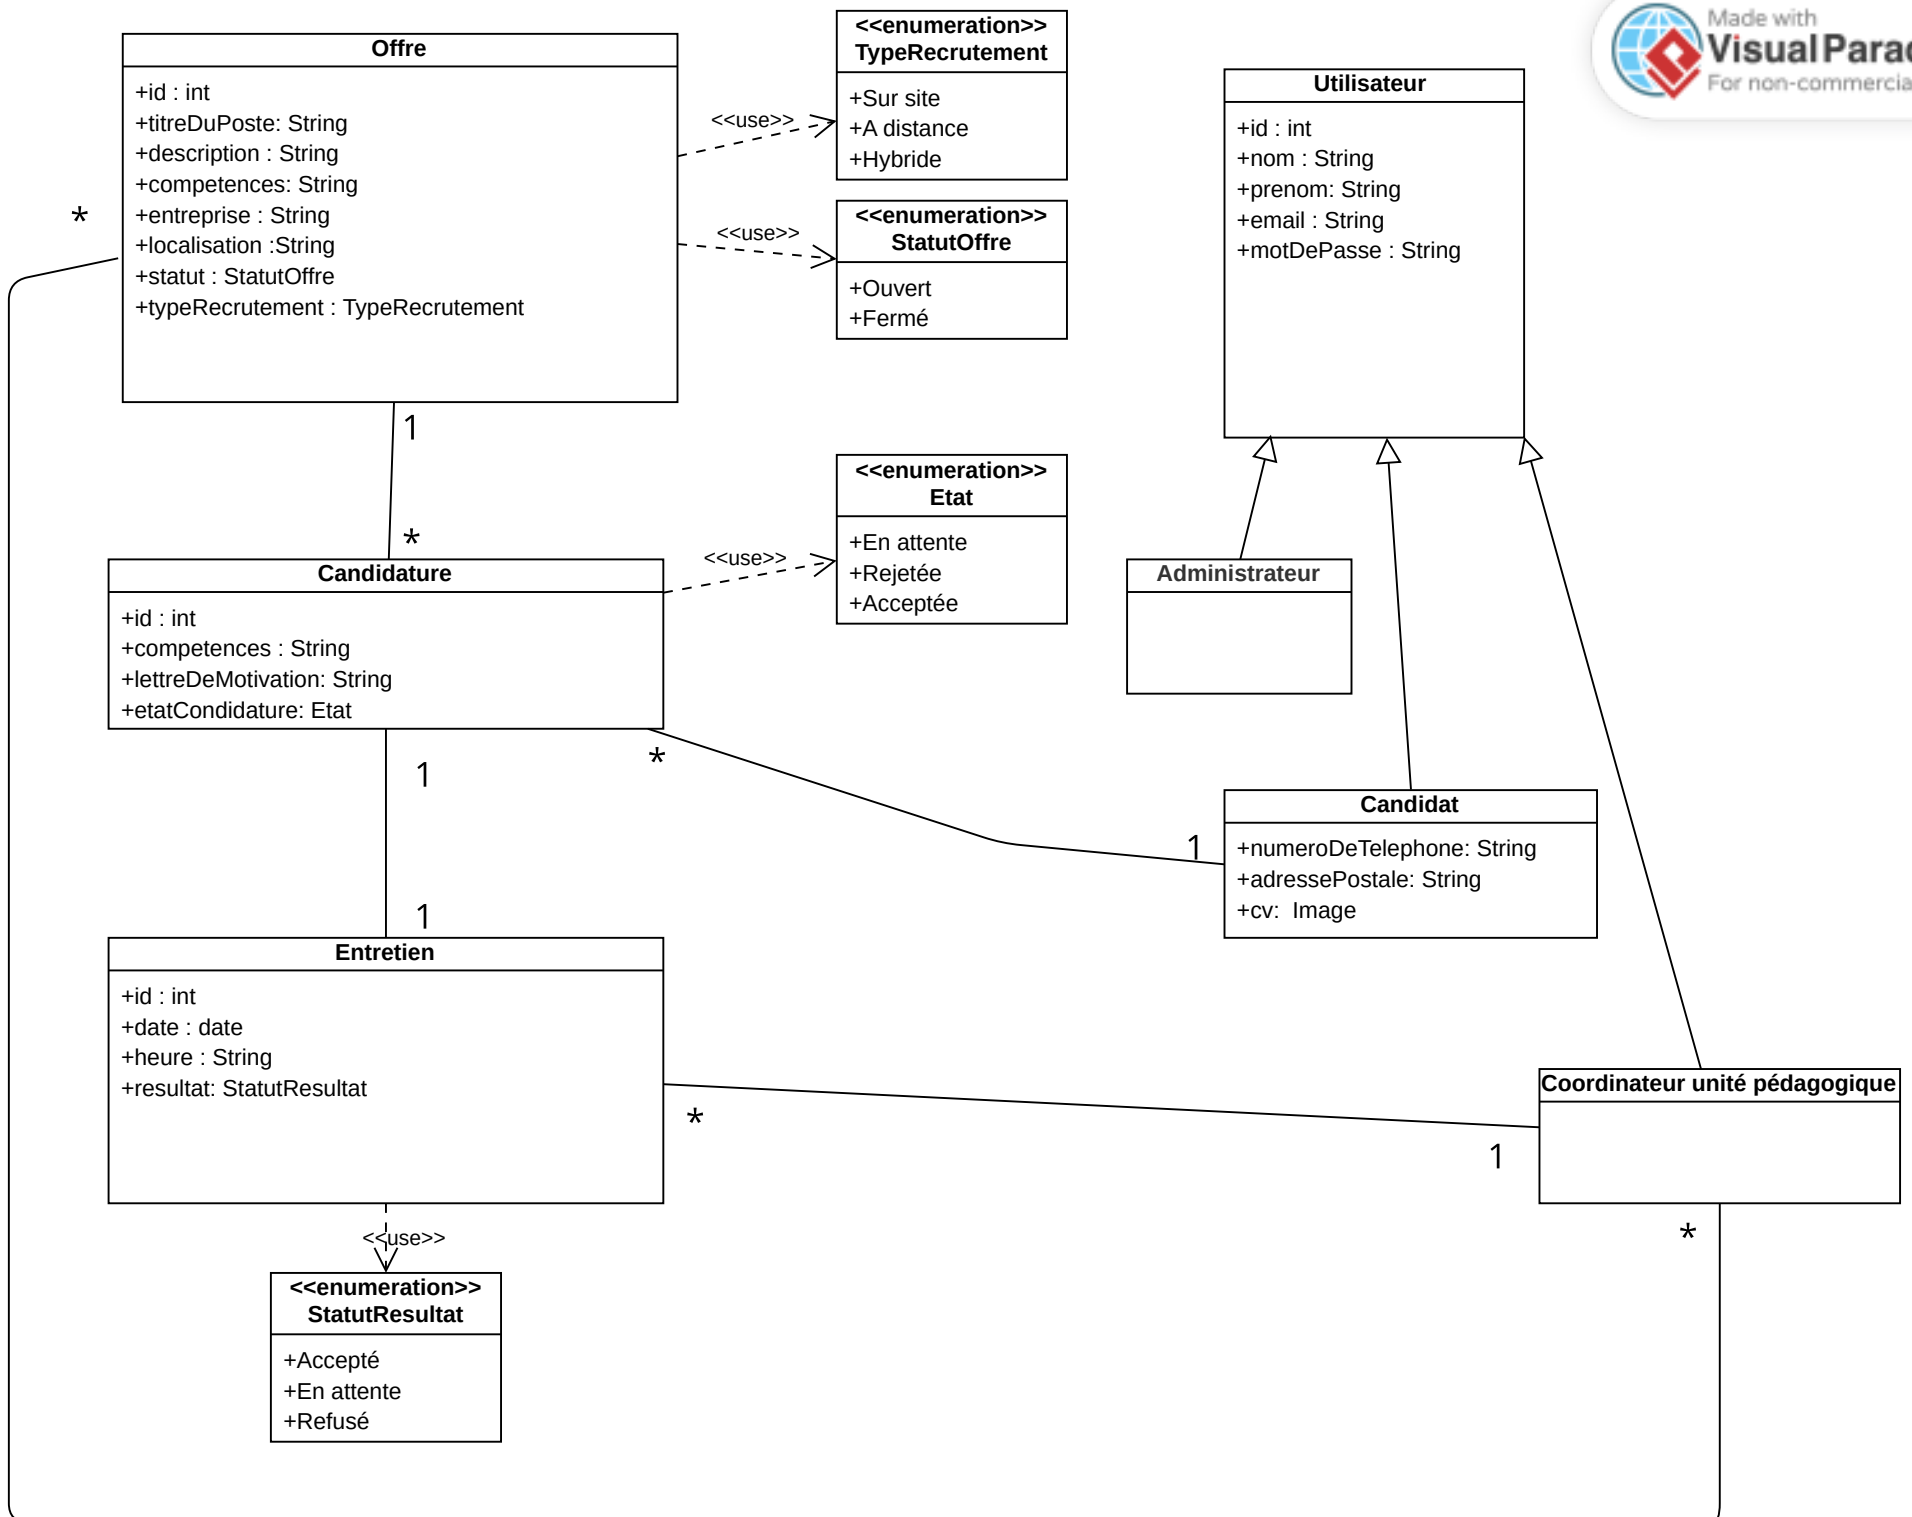 Offre
+id : int
+titreDuPoste: String
+description : String
+competences: String
+entreprise : String
+localisation :String
+statut : StatutOffre
+typeRecrutement : TypeRecrutement
<<use>>
<<enumeration>>
TypeRecrutement
+Sur site
+A distance
+Hybride
<<use>>
<<enumeration>>
StatutOffre
+Ouvert
+Fermé
Utilisateur
+id : int
+nom : String
+prenom: String
+email : String
+motDePasse : String
Made with
Visual Parad
For non-commercia
*
1
*
Candidature
+id : int
+competences : String
+lettreDeMotivation: String
+etatCondidature: Etat
<<use>>
<<enumeration>>
Etat
+En attente
+Rejetée
+Acceptée
Administrateur
1
*
1
Candidat
+numeroDeTelephone: String
+adressePostale: String
+cv:  Image
1
Entretien
+id : int
+date : date
+heure : String
+resultat: StatutResultat
*
1
Coordinateur unité pédagogique
*
<<use>>
<<enumeration>>
StatutResultat
+Accepté
+En attente
+Refusé